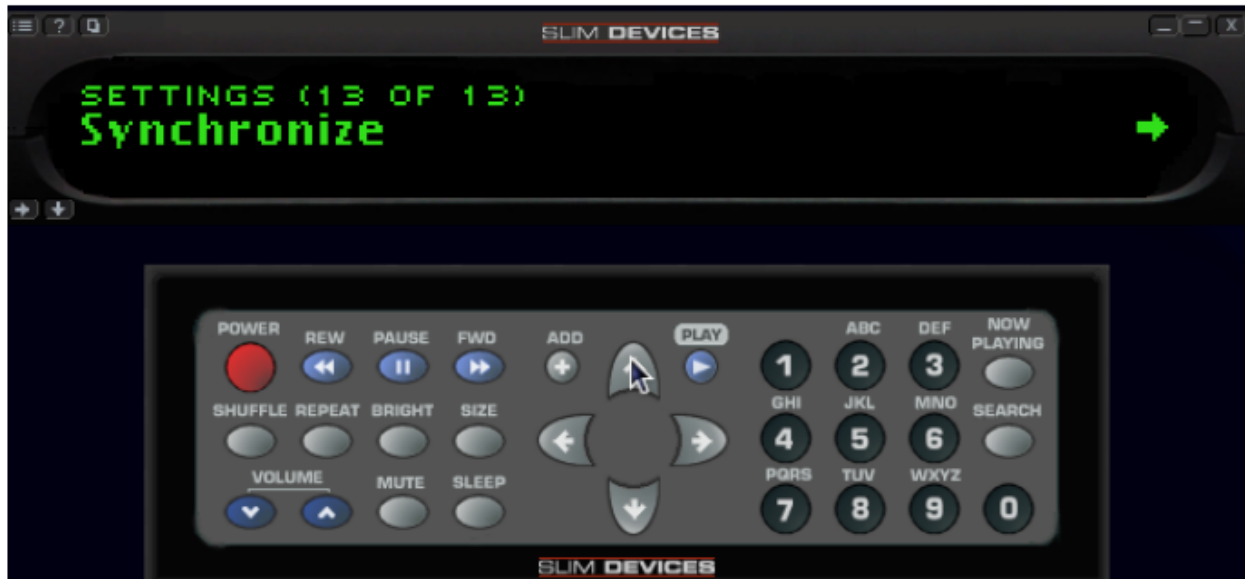 ? X
SLIM DEVICES
SETTINGS (13 OF 13)
Synchronize
POWER REW PAUSE FWD ADD PLAY ABC DEF NOW PLAYING
1 2 3
SHUFFLE REPEAT BRIGHT SIZE GHI JKL MNO SEARCH
4 5 6
VOLUME MUTE SLEEP PQRS TUV WXYZ
7 8 9 0
SLIM DEVICES